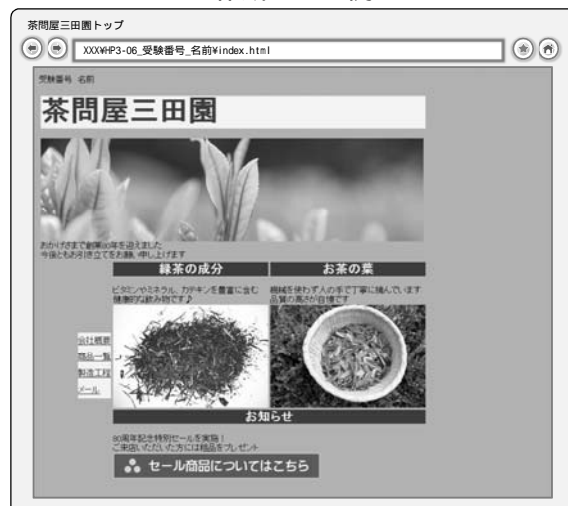 茶問屋三田園トップ
XXX¥HP3-06_受験番号_名前¥index.html
受験番号 名前
茶問屋三田園
おかげさまで創業80年を迎えました
今後ともお引き立てをお願い申し上げます
緑茶の成分
お茶の葉
ビタミンやミネラル、カテキンを豊富に含む
健康的な飲み物です♪
機械を使わず人の手で丁寧に摘んでいます
品質の高さが自慢です
会社概要
商品一覧
製造工程
メール
お知らせ
80周年記念特別セールを実施！
ご来店いただいた方には粗品をプレゼント
セール商品についてはこちら